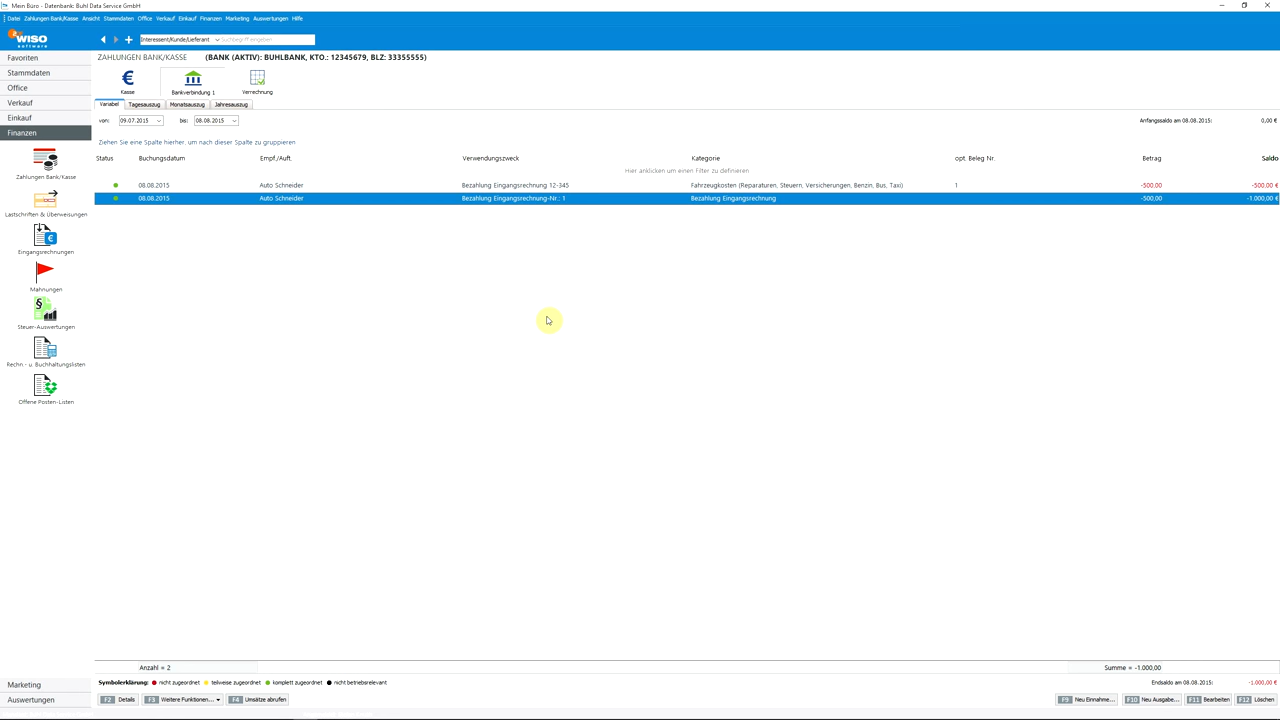 Mein Büro - Datenbank: Buhl Data Service GmbH
Datei Zahlungen Bank/Kasse Ansicht Stammdaten Office Verkauf Einkauf Finanzen Marketing Auswertungen Hilfe
WISO software
Interessent/Kunde/Lieferant Suchbegriff eingeben
Favoriten
Stammdaten
Office
Verkauf
Einkauf
Finanzen
Zahlungen Bank/Kasse
Lastschriften & Überweisungen
Eingangsrechnungen
Mahnungen
Steuer-Auswertungen
Rechn.- u. Buchhaltungslisten
Offene Posten-Listen
Marketing
Auswertungen
ZAHLUNGEN BANK/KASSE (BANK (AKTIV): BUHLBANK, KTO.: 12345679, BLZ: 33355555)
Kasse Bankverbindung 1 Verrechnung
Variabel Tagesauszug Monatsauszug Jahresauszug
von: 09.07.2015 bis: 08.08.2015 Anfangssaldo am 08.08.2015: 0,00 €
Ziehen Sie eine Spalte hierher, um nach dieser Spalte zu gruppieren
Status Buchungsdatum Empf./Auft. Verwendungszweck Kategorie opt. Beleg Nr. Betrag Saldo
Hier anklicken um einen Filter zu definieren
08.08.2015 Auto Schneider Bezahlung Eingangsrechnung 12-345 Fahrzeugkosten (Reparaturen, Steuern, Versicherungen, Benzin, Bus, Taxi) 1 -500,00 -500,00 €
08.08.2015 Auto Schneider Bezahlung Eingangsrechnung-Nr.: 1 Bezahlung Eingangsrechnung -500,00 -1.000,00 €
Anzahl = 2 Summe = -1.000,00
Symbolerklärung: nicht zugeordnet teilweise zugeordnet komplett zugeordnet nicht betriebsrelevant Endsaldo am 08.08.2015: -1.000,00 €
F2 Details F3 Weitere Funktionen... F4 Umsätze abrufen F9 Neu Einnahme... F10 Neu Ausgabe... F11 Bearbeiten F12 Löschen